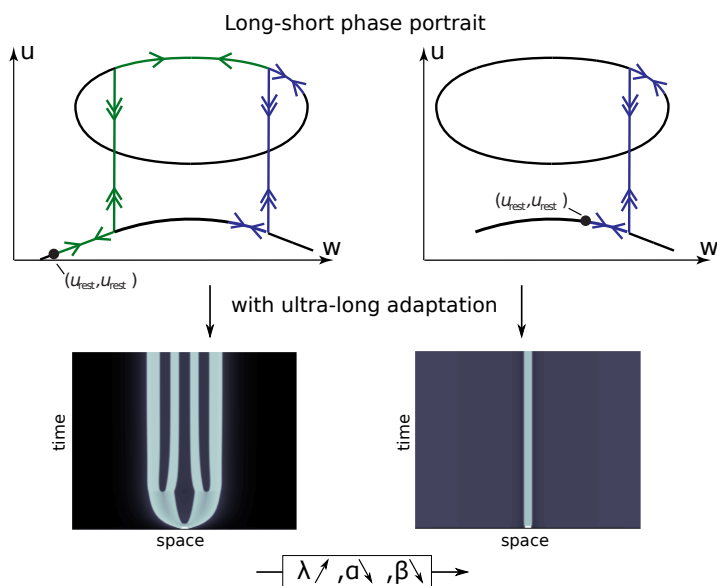 Long-short phase portrait
u
w
(u_rest,u_rest)
u
w
(u_rest,u_rest)
with ultra-long adaptation
time
space
time
space
λ↗ ,α↘ ,β↘